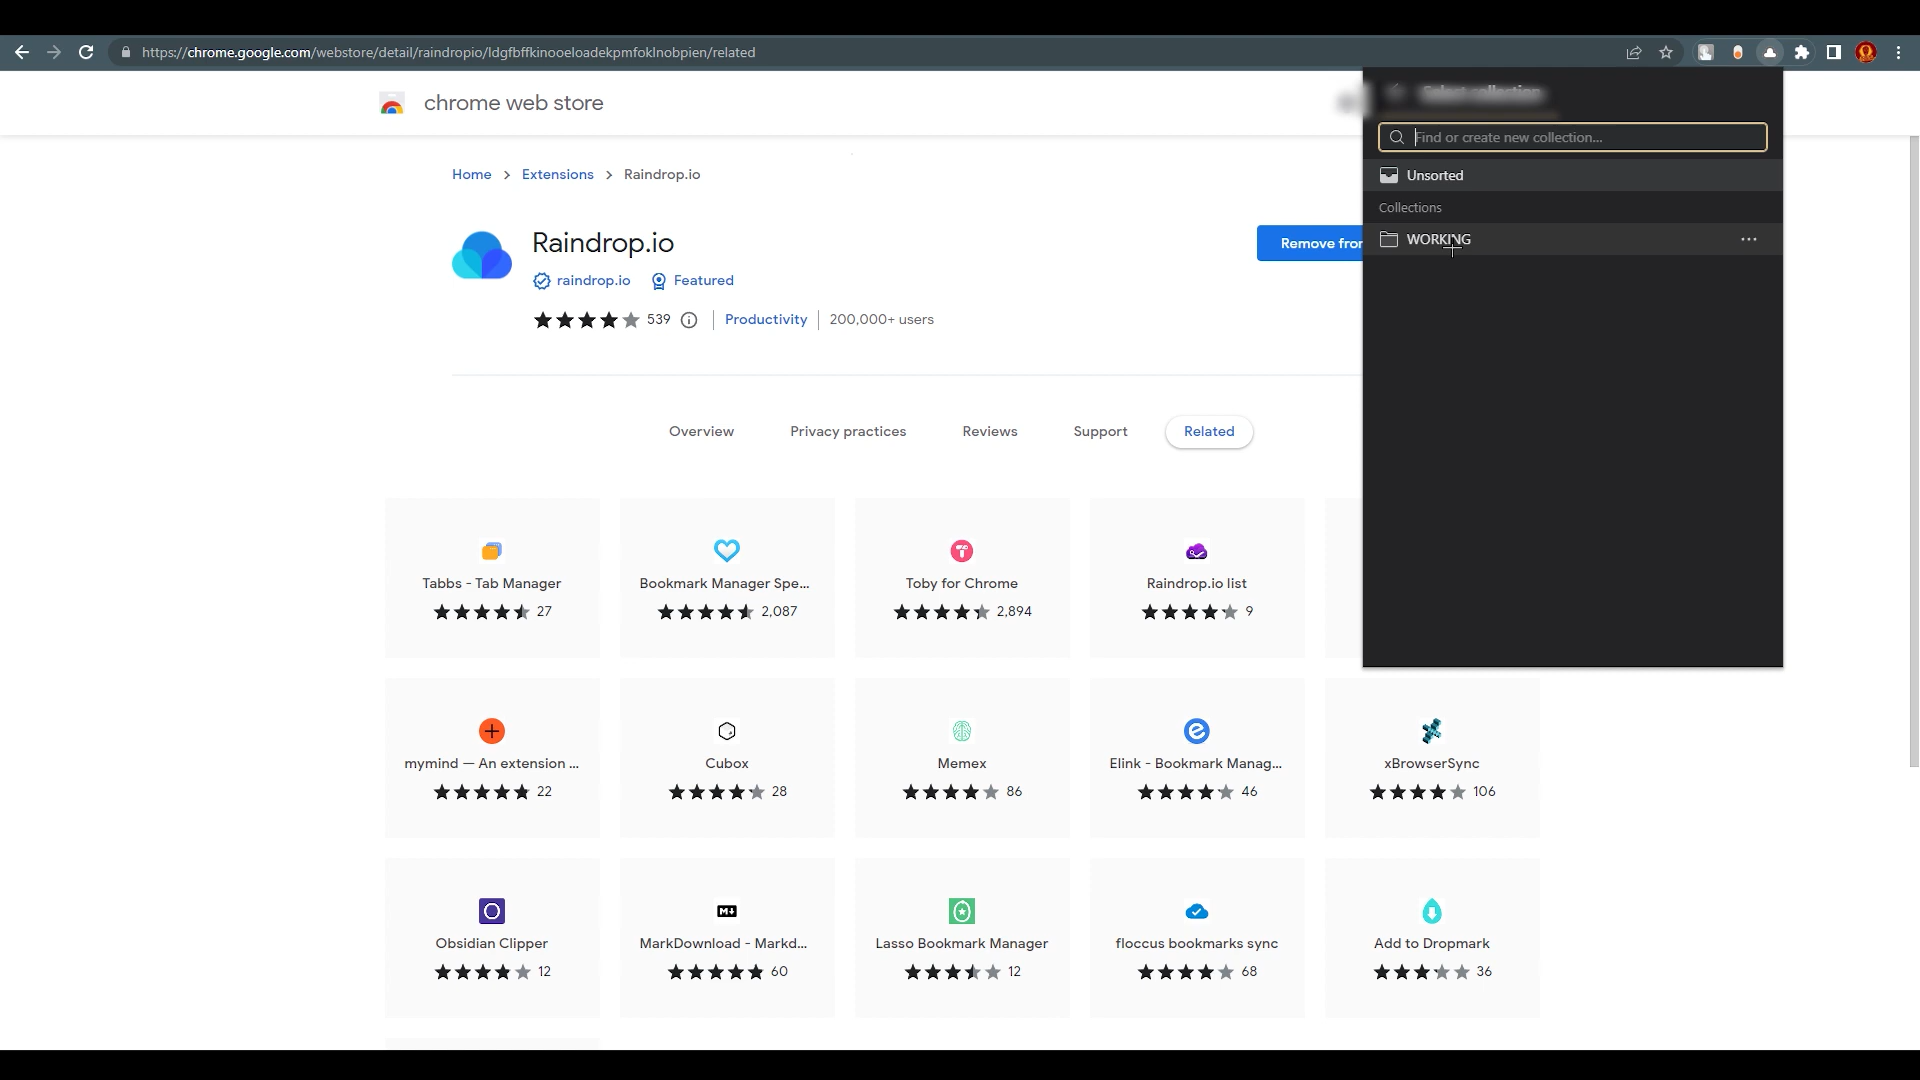 https://chrome.google.com/webstore/detail/raindropio/ldgfbffkinooeloadekpmfoklnobpien/related
chrome web store
Select collection
Find or create new collection...
Unsorted
Collections
WORKING
Home > Extensions > Raindrop.io
Raindrop.io
Remove from
raindrop.io Featured
539 Productivity 200,000+ users
Overview Privacy practices Reviews Support Related
Tabbs - Tab Manager
27
Bookmark Manager Spe...
2,087
Toby for Chrome
2,894
Raindrop.io list
9
mymind — An extension ...
22
Cubox
28
Memex
86
Elink - Bookmark Manag...
46
xBrowserSync
106
Obsidian Clipper
12
MarkDownload - Markd...
60
Lasso Bookmark Manager
12
floccus bookmarks sync
68
Add to Dropmark
36